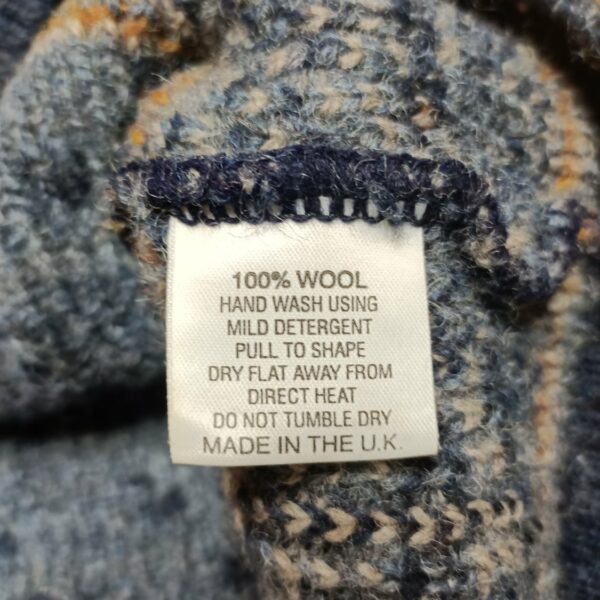 100% WOOL
HAND WASH USING
MILD DETERGENT
PULL TO SHAPE
DRY FLAT AWAY FROM
DIRECT HEAT
DO NOT TUMBLE DRY
MADE IN THE U.K.